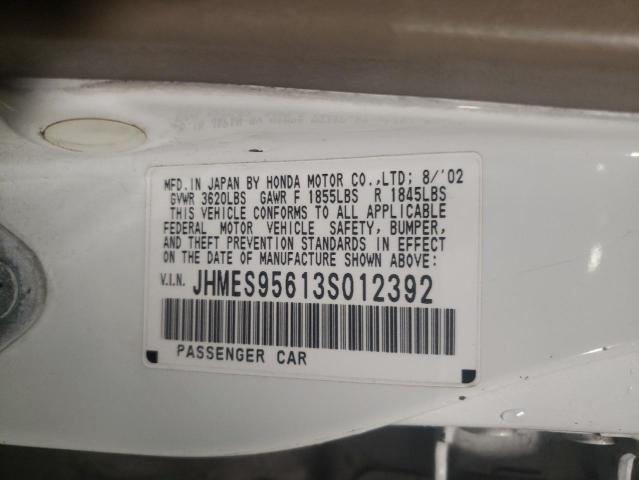 MFD.IN JAPAN BY HONDA MOTOR CO.,LTD; 8/'02
GVWR 3620LBS GAWR F 1855LBS R 1845LBS
THIS VEHICLE CONFORMS TO ALL APPLICABLE
FEDERAL MOTOR VEHICLE SAFETY, BUMPER,
AND THEFT PREVENTION STANDARDS IN EFFECT
ON THE DATE OF MANUFACTURE SHOWN ABOVE:
V.I.N. JHMES95613S012392
PASSENGER CAR